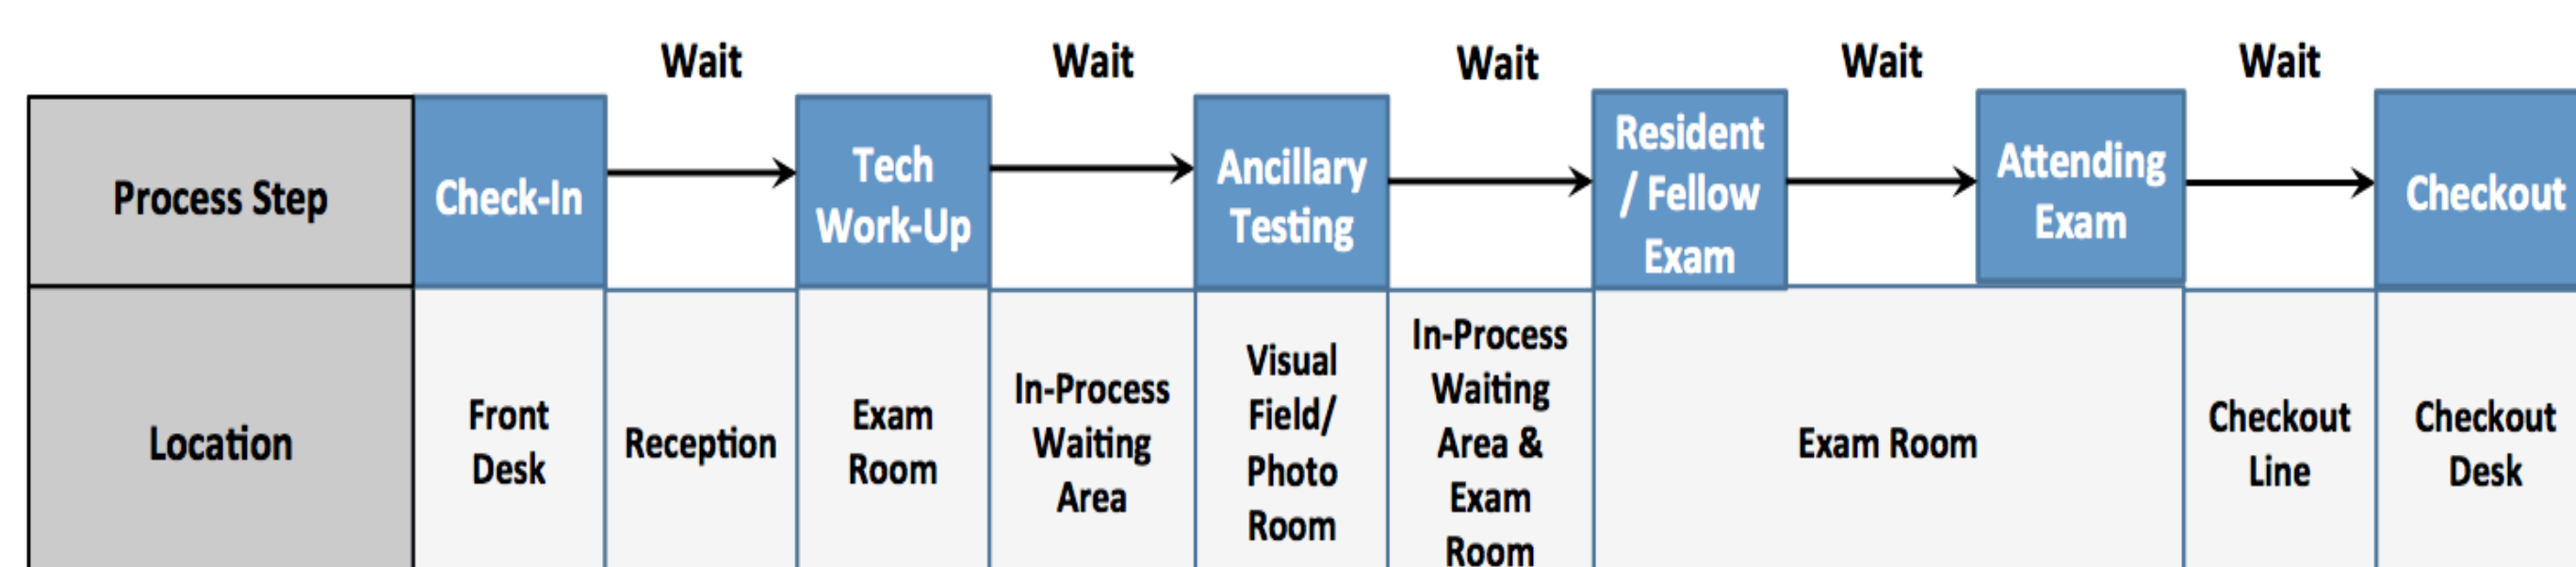 Wait Wait Wait Wait Wait
Process Step
Check-In
Tech
Work-Up
Ancillary
Testing
Resident
/ Fellow
Exam
Attending
Exam
Checkout
Location
Front
Desk
Reception
Exam
Room
In-Process
Waiting
Area
Visual
Field/
Photo
Room
In-Process
Waiting
Area &
Exam
Room
Exam Room
Checkout
Line
Checkout
Desk